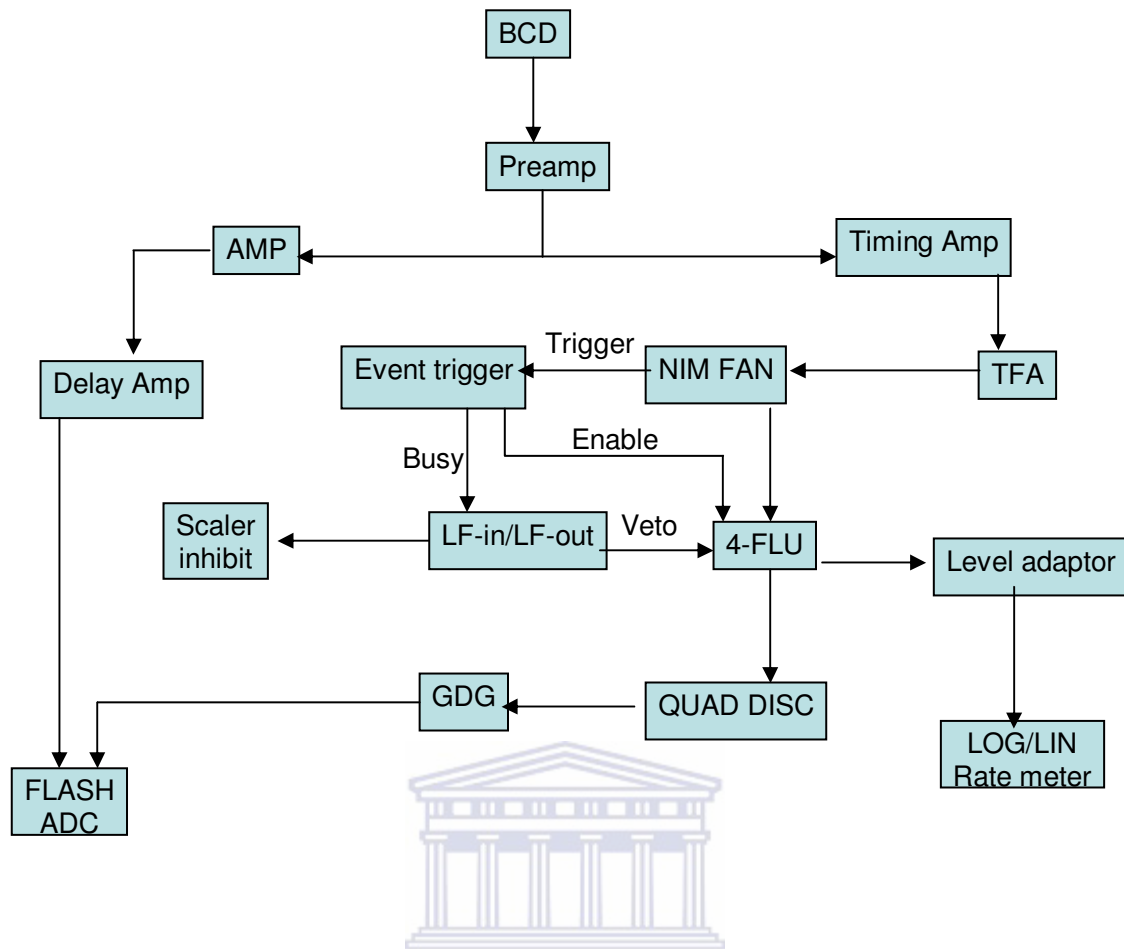 BCD
Preamp
AMP
Timing Amp
Trigger
Event trigger
NIM FAN
TFA
Delay Amp
Enable
Busy
Scaler
inhibit
LF-in/LF-out
Veto
4-FLU
Level adaptor
GDG
QUAD DISC
LOG/LIN
Rate meter
FLASH
ADC